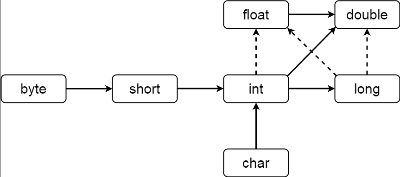 float double
byte short int long
char